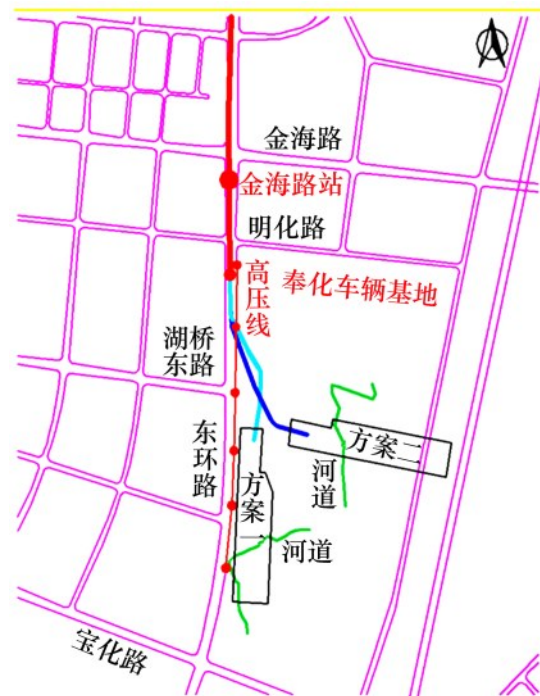 金海路
金海路站
明化路
高压线
奉化车辆基地
湖桥
东路
方案二
东环路
河道
方案一
河道
宝化路